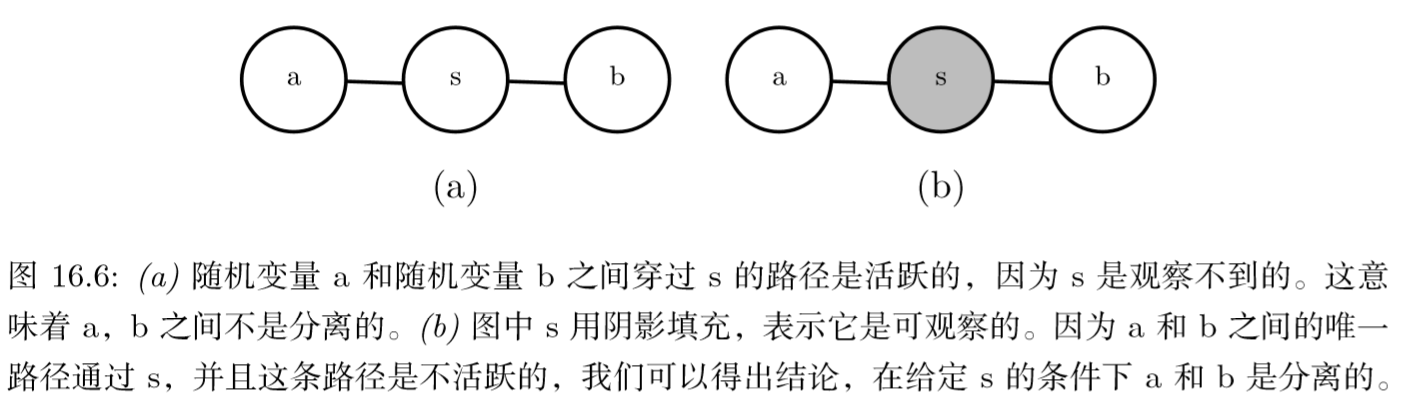 a s b a s b
(a) (b)
图 16.6: (a) 随机变量 a 和随机变量 b 之间穿过 s 的路径是活跃的，因为 s 是观察不到的。这意
味着 a，b 之间不是分离的。(b) 图中 s 用阴影填充，表示它是可观察的。因为 a 和 b 之间的唯一
路径通过 s，并且这条路径是不活跃的，我们可以得出结论，在给定 s 的条件下 a 和 b 是分离的。